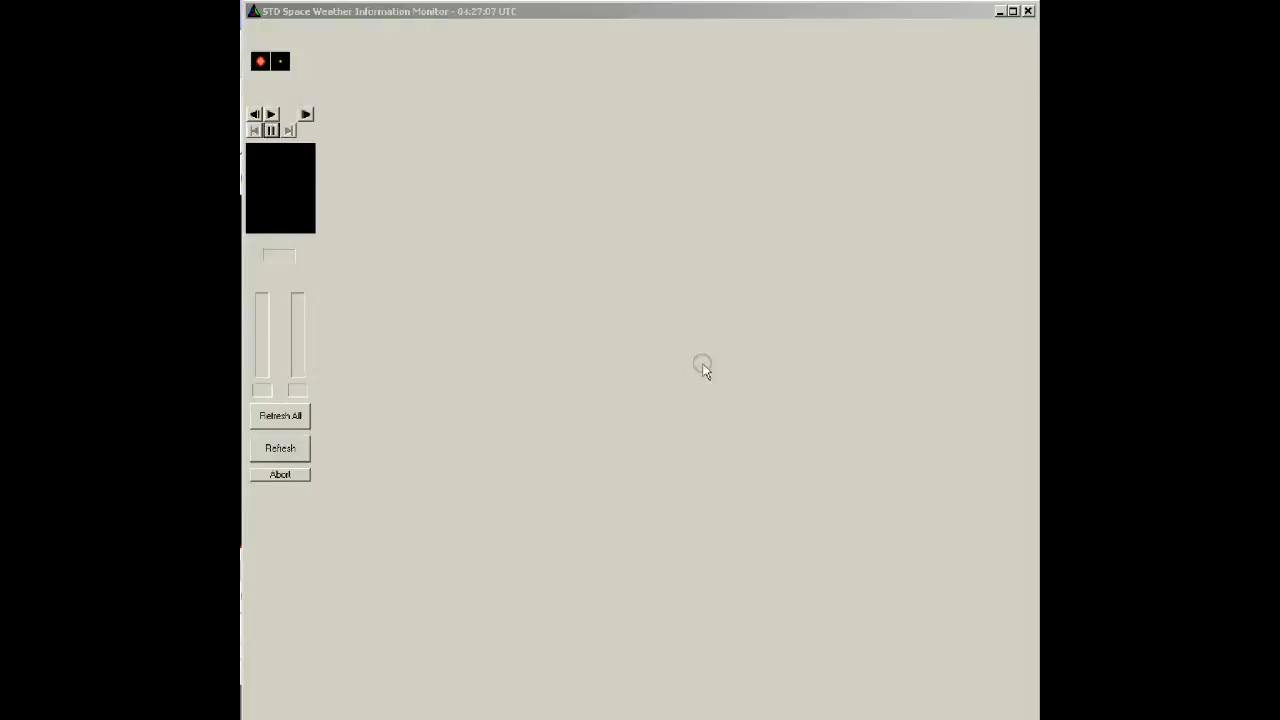 STD Space Weather Information Monitor - 04:27:07 UTC
Refresh All
Refresh
Abort